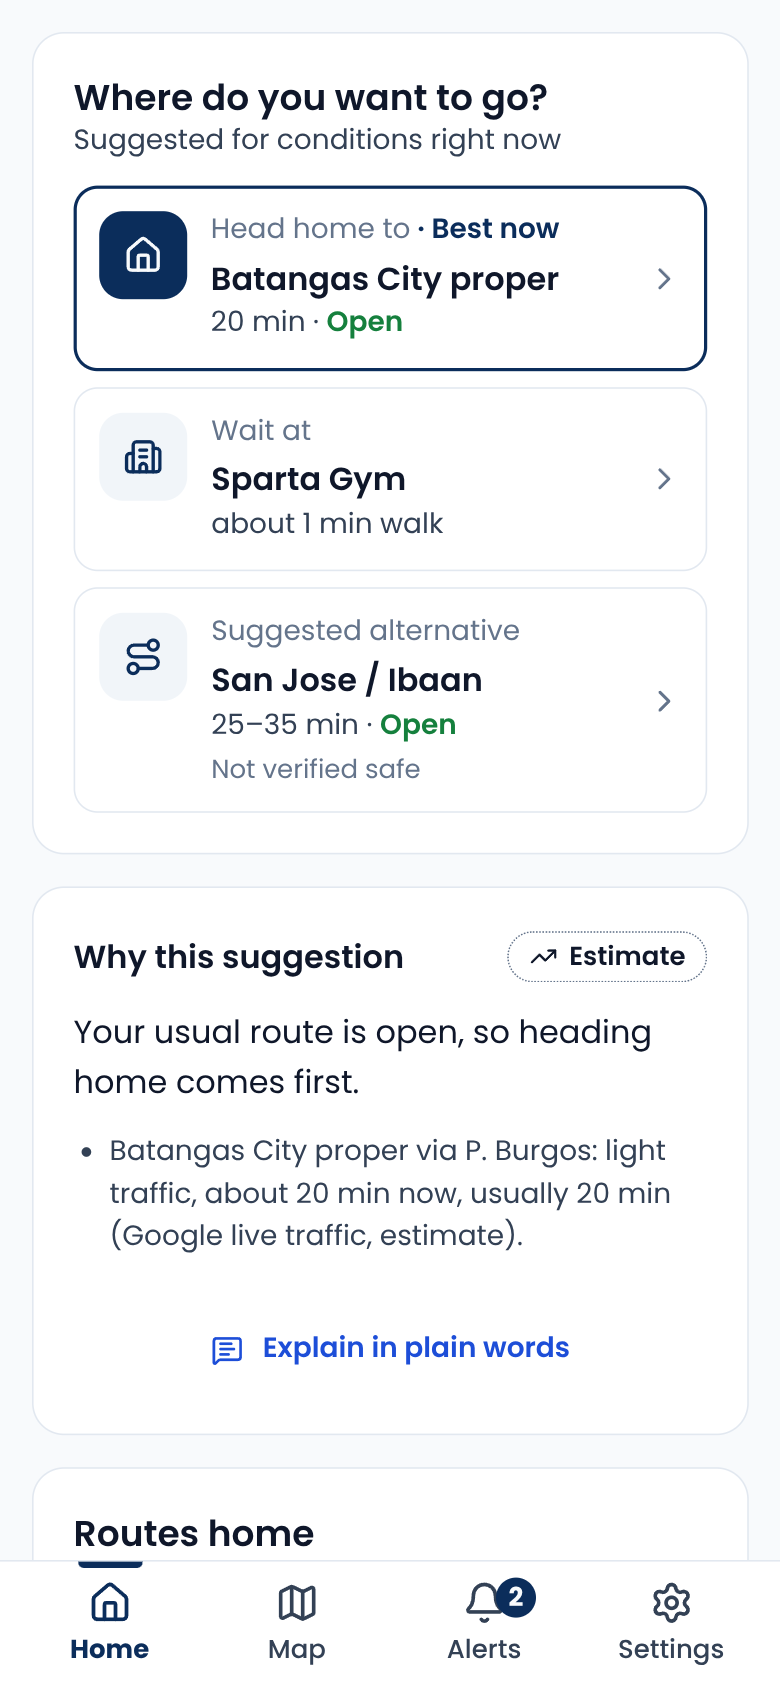 Where do you want to go?
Suggested for conditions right now
Head home to · Best now
Batangas City proper
20 min · Open
Wait at
Sparta Gym
about 1 min walk
Suggested alternative
San Jose / Ibaan
25–35 min · Open
Not verified safe
Why this suggestion
Estimate
Your usual route is open, so heading
home comes first.
• Batangas City proper via P. Burgos: light
traffic, about 20 min now, usually 20 min
(Google live traffic, estimate).
Explain in plain words
Routes home
2
Home
Map
Alerts
Settings